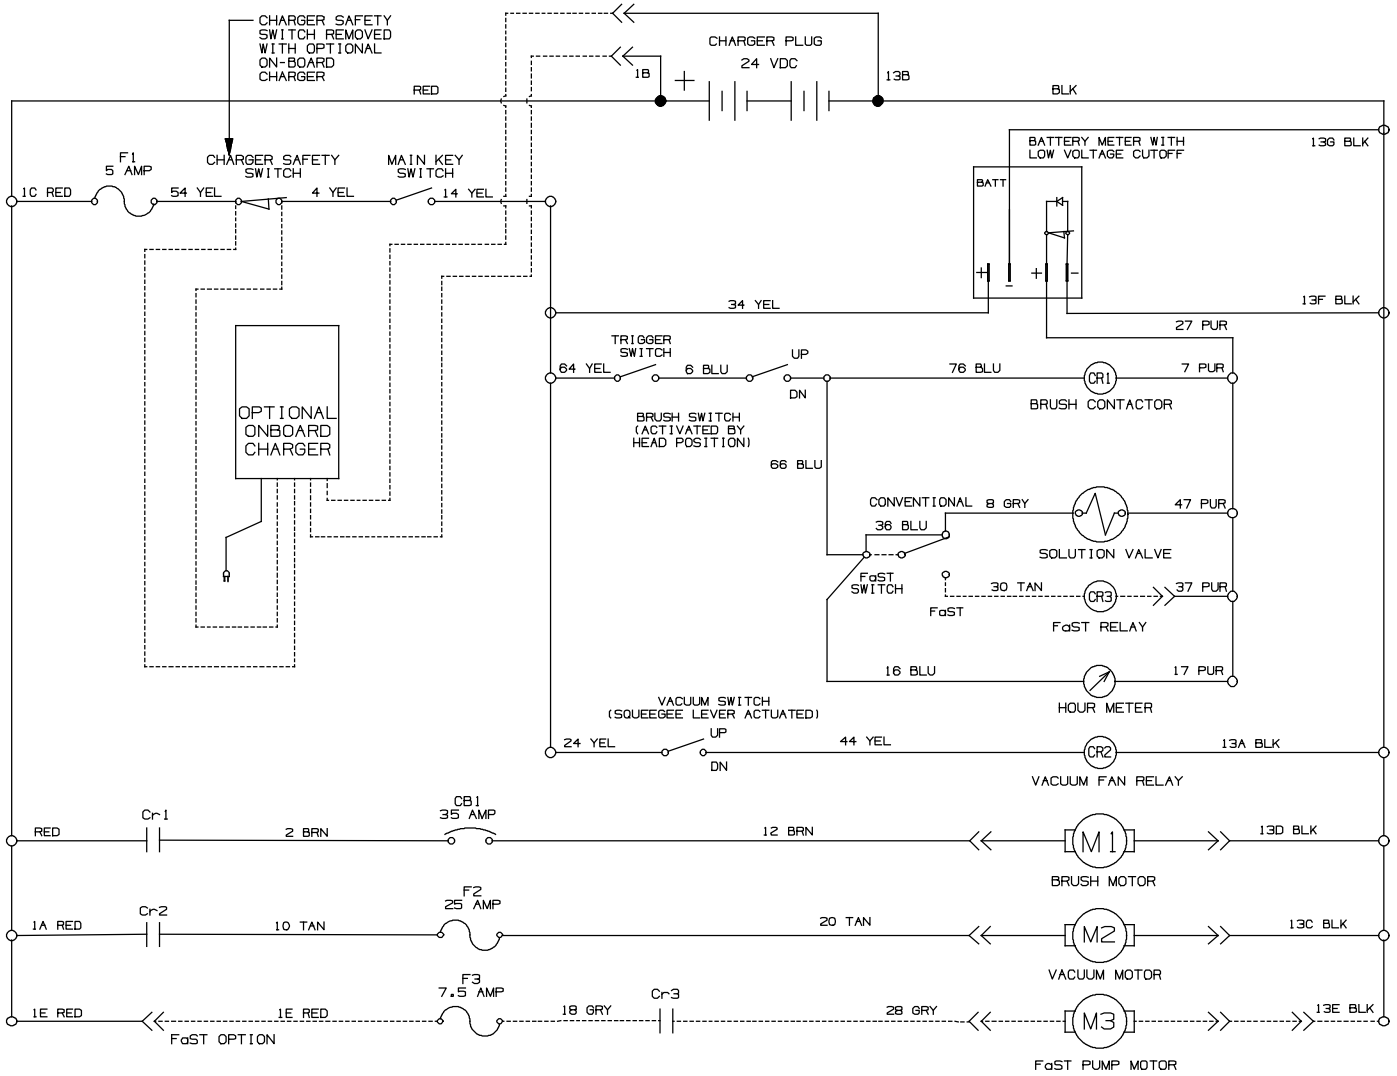 CHARGER SAFETY
SWITCH REMOVED
WITH OPTIONAL
ON-BOARD
CHARGER
CHARGER PLUG
24 VDC
1B
+
13B
RED
BLK
13G BLK
BATTERY METER WITH
LOW VOLTAGE CUTOFF
BATT
+
-
+
-
F1
5 AMP
CHARGER SAFETY
SWITCH
MAIN KEY
SWITCH
1C RED
54 YEL
4 YEL
14 YEL
34 YEL
13F BLK
27 PUR
TRIGGER
SWITCH
UP
64 YEL
6 BLU
DN
76 BLU
CR1
7 PUR
BRUSH CONTACTOR
BRUSH SWITCH
(ACTIVATED BY
HEAD POSITION)
OPTIONAL
ONBOARD
CHARGER
66 BLU
CONVENTIONAL
8 GRY
47 PUR
36 BLU
SOLUTION VALVE
FaST
SWITCH
30 TAN
CR3
37 PUR
FaST
FaST RELAY
16 BLU
17 PUR
HOUR METER
VACUUM SWITCH
(SQUEEGEE LEVER ACTUATED)
UP
24 YEL
DN
44 YEL
CR2
13A BLK
VACUUM FAN RELAY
RED
Cr1
2 BRN
CB1
35 AMP
12 BRN
M1
13D BLK
BRUSH MOTOR
1A RED
Cr2
10 TAN
F2
25 AMP
20 TAN
M2
13C BLK
VACUUM MOTOR
1E RED
FaST OPTION
1E RED
F3
7.5 AMP
18 GRY
Cr3
28 GRY
M3
13E BLK
FaST PUMP MOTOR